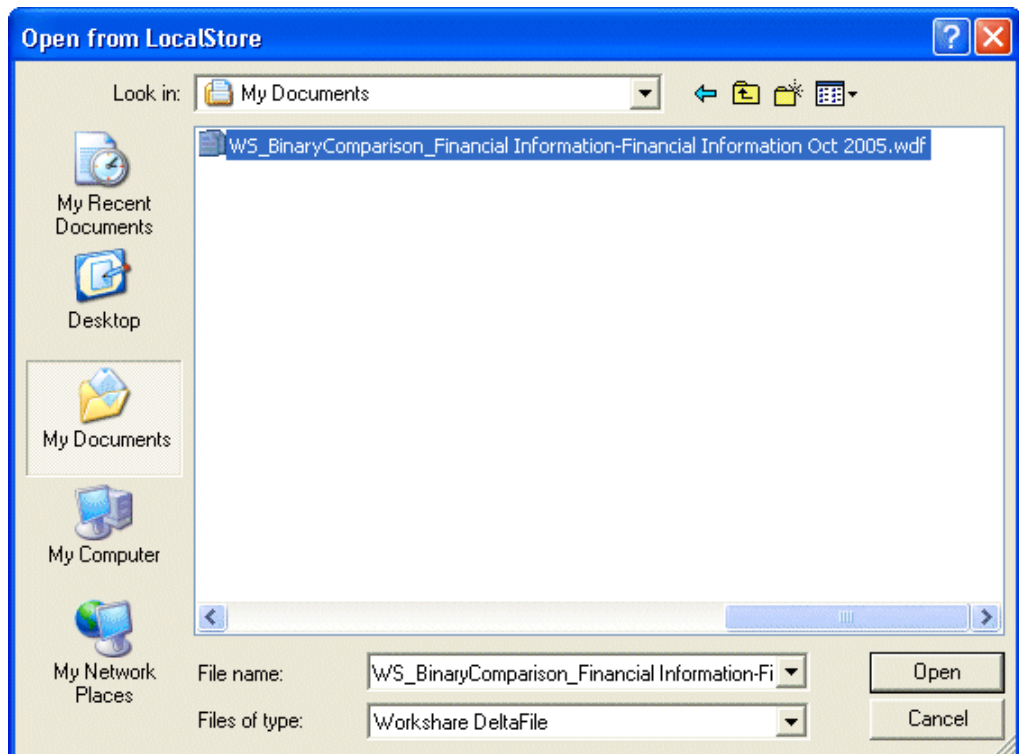 Open from LocalStore
Look in:
My Documents
WS_BinaryComparison_Financial Information-Financial Information Oct 2005.wdf
My Recent
Documents
Desktop
My Documents
My Computer
My Network
Places
File name:
WS_BinaryComparison_Financial Information-Fi
Open
Files of type:
Workshare DeltaFile
Cancel